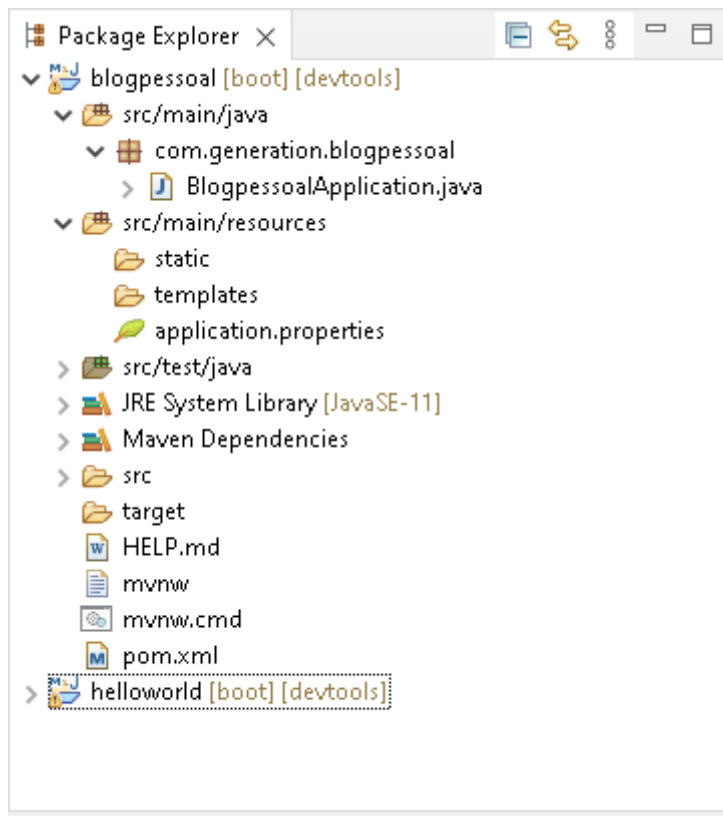 Package Explorer
blogpessoal [boot] [devtools]
src/main/java
com.generation.blogpessoal
BlogpessoalApplication.java
src/main/resources
static
templates
application.properties
src/test/java
JRE System Library [JavaSE-11]
Maven Dependencies
src
target
HELP.md
mvnw
mvnw.cmd
pom.xml
helloworld [boot] [devtools]